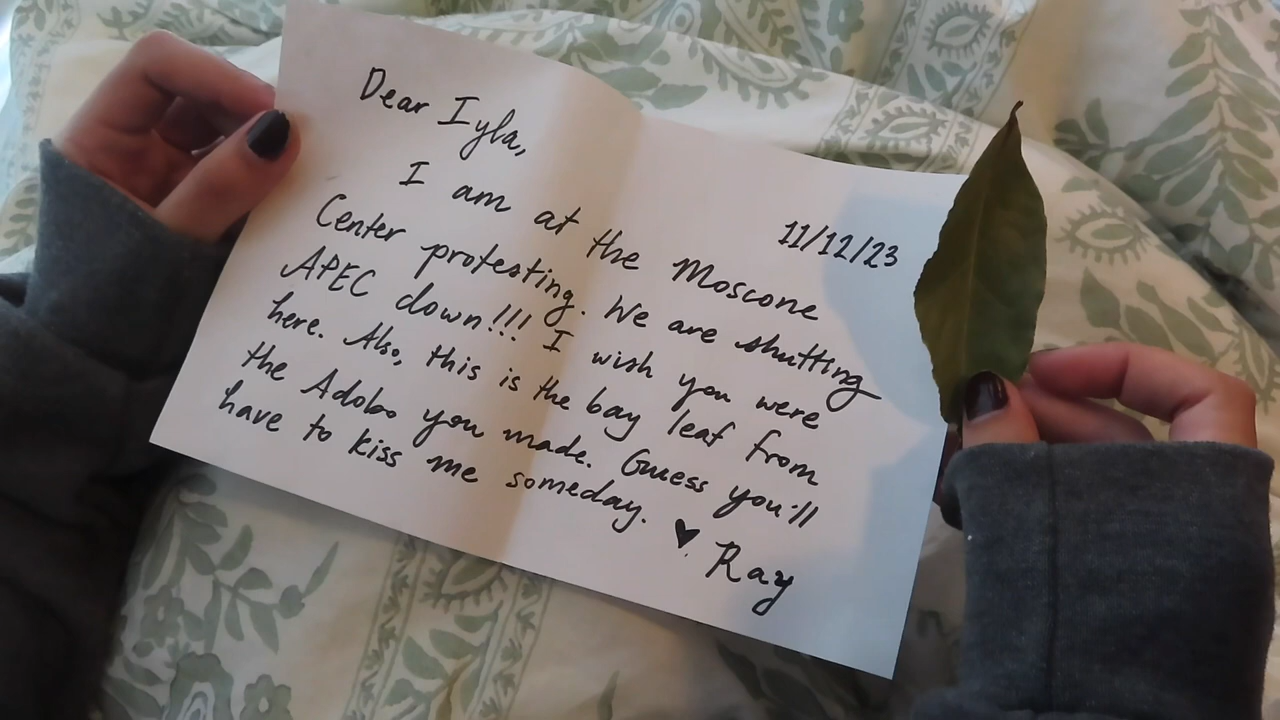 11/12/23
Dear Iyla,
I am at the Moscone
Center protesting. We are shutting
APEC down!!! I wish you were
here. Also, this is the bay leaf from
the Adobo you made. Guess you'll
have to kiss me someday.
♥ Ray